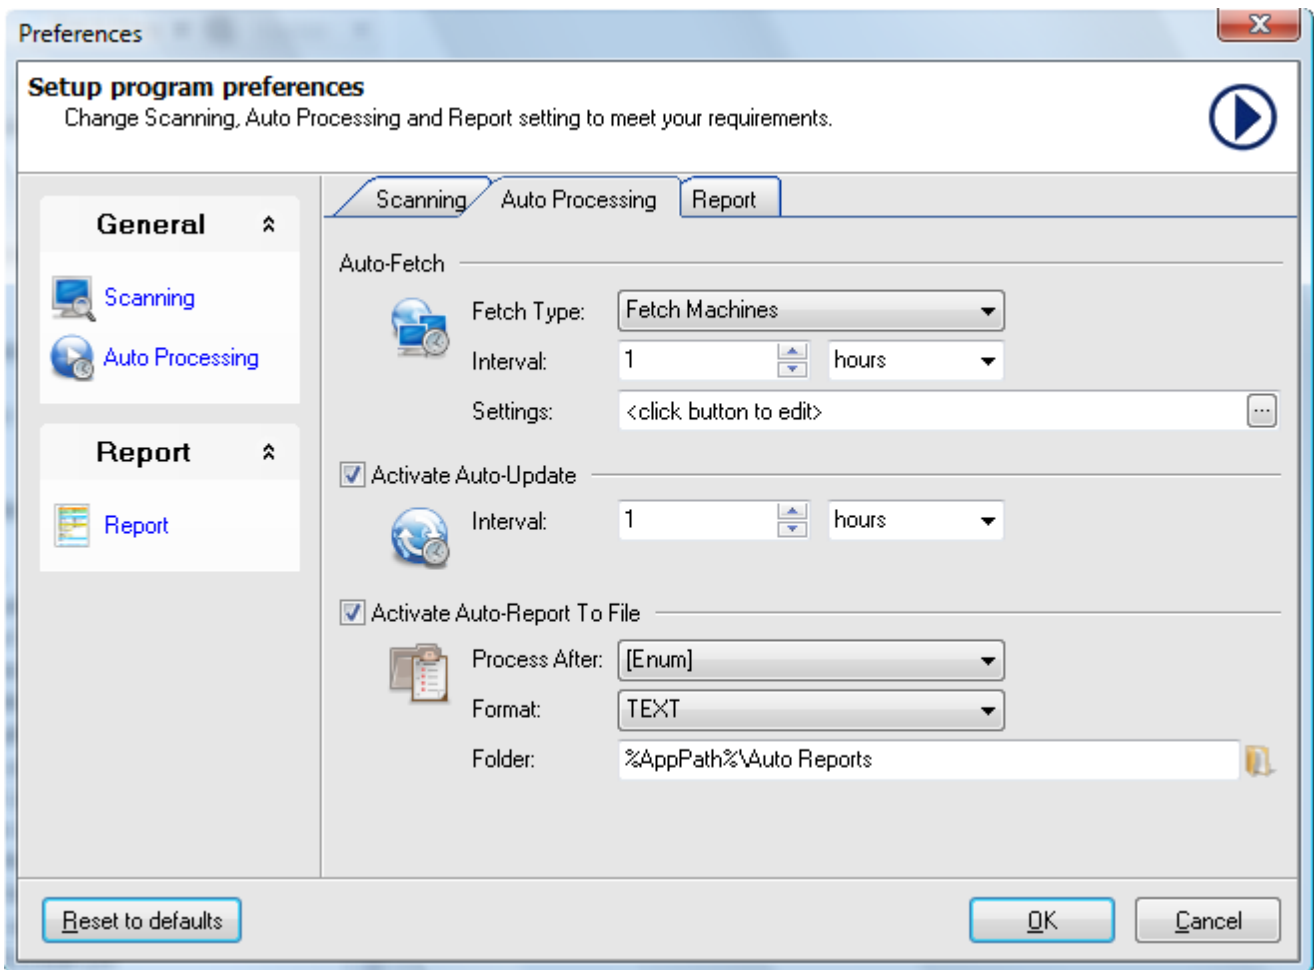 Preferences
Setup program preferences
Change Scanning, Auto Processing and Report setting to meet your requirements.
General
Scanning
Auto Processing
Report
Report
Scanning Auto Processing Report
Auto-Fetch
Fetch Type: Fetch Machines
Interval: 1 hours
Settings: <click button to edit> ...
Activate Auto-Update
Interval: 1 hours
Activate Auto-Report To File
Process After: [Enum]
Format: TEXT
Folder: %AppPath%\Auto Reports
Reset to defaults OK Cancel